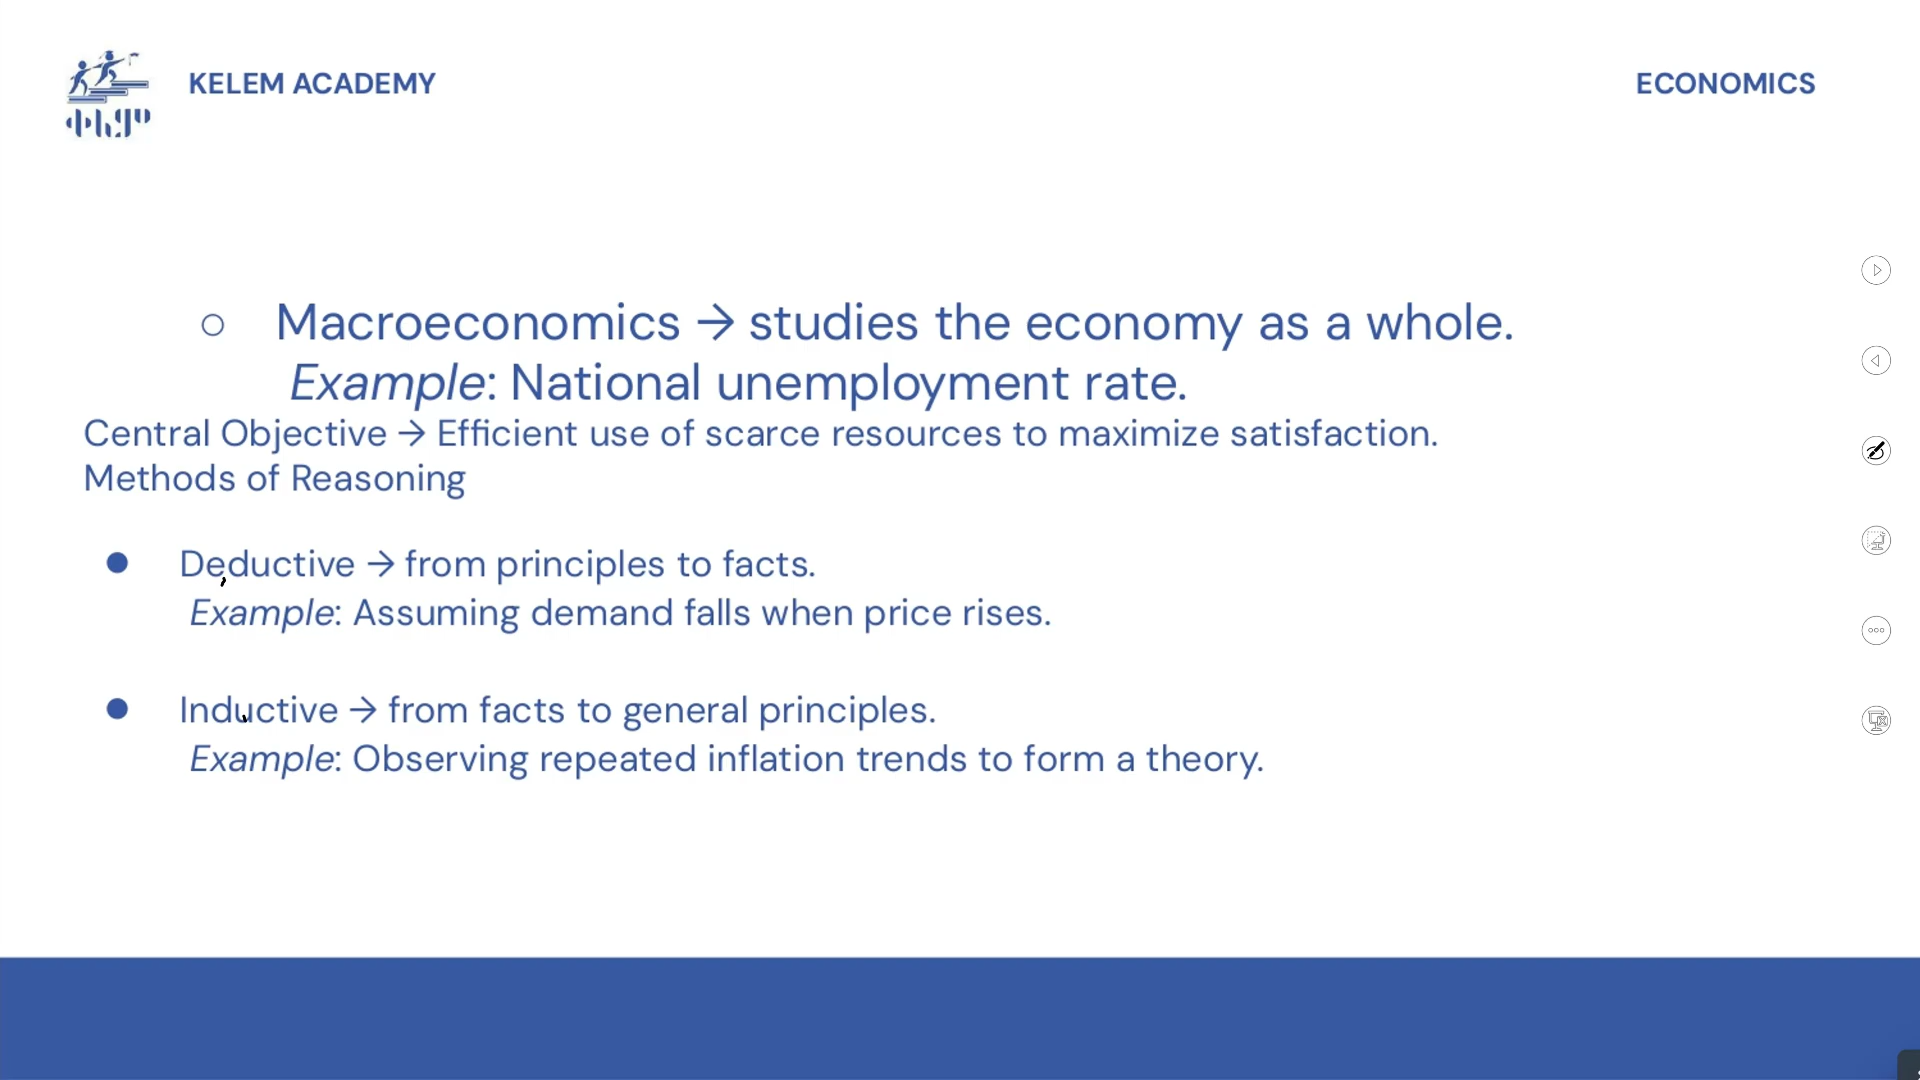 KELEM ACADEMY
ECONOMICS
ቀለም
○ Macroeconomics → studies the economy as a whole.
Example: National unemployment rate.
Central Objective → Efficient use of scarce resources to maximize satisfaction.
Methods of Reasoning
● Deductive → from principles to facts.
Example: Assuming demand falls when price rises.
● Inductive → from facts to general principles.
Example: Observing repeated inflation trends to form a theory.